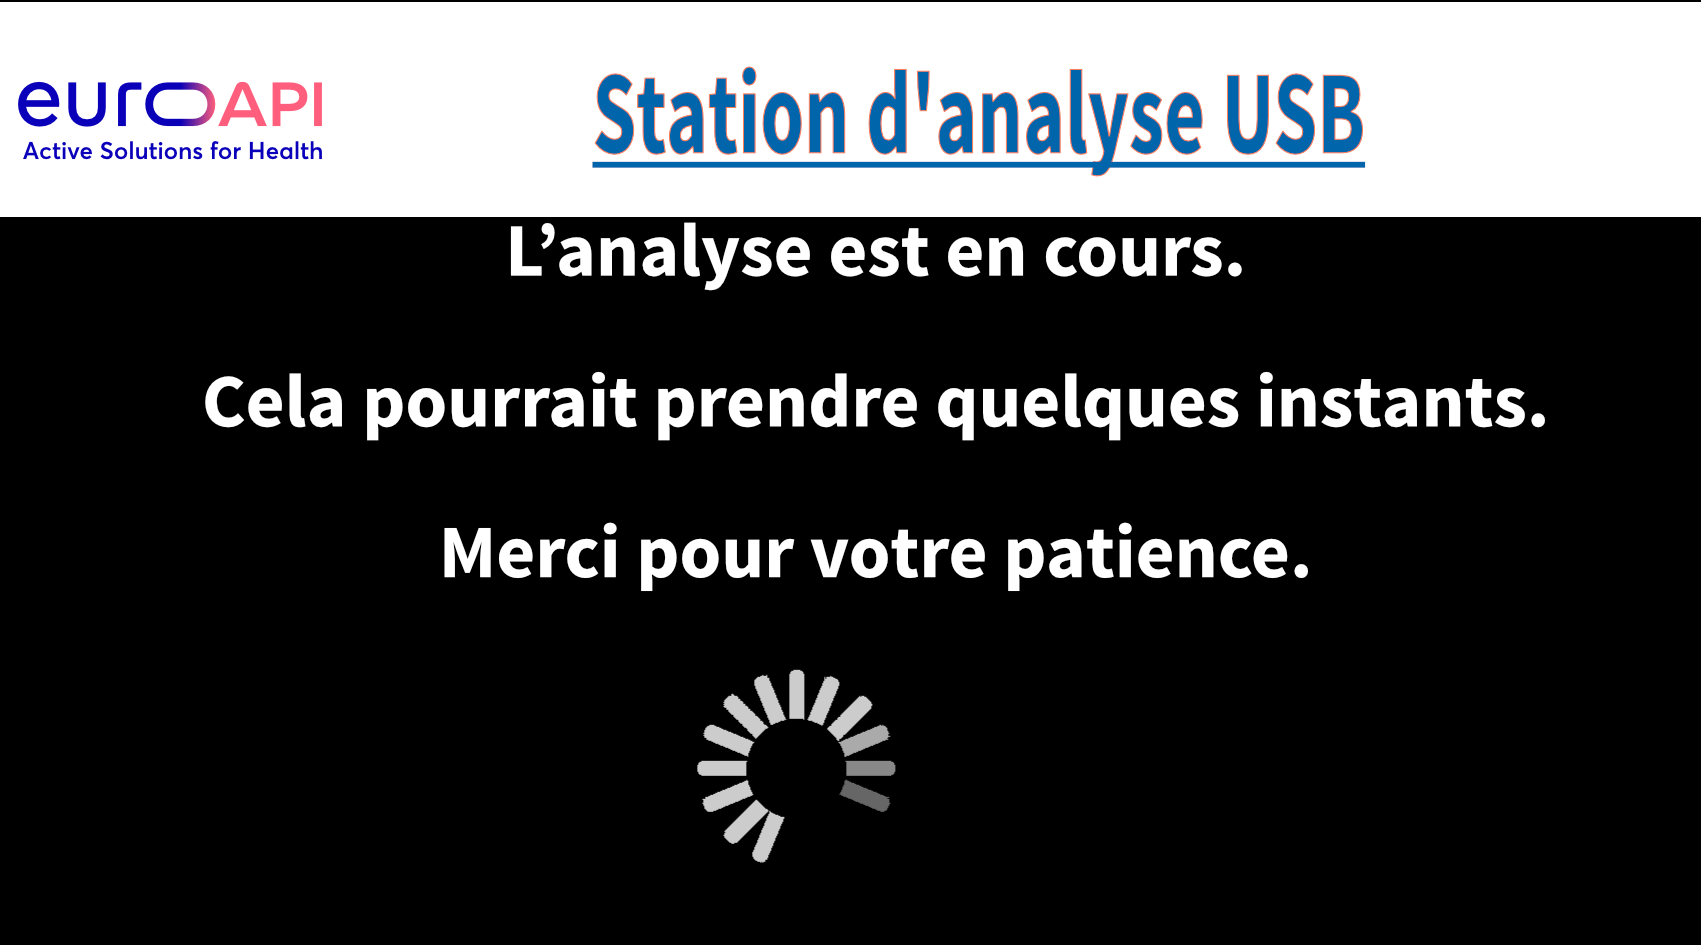 euroAPI
Active Solutions for Health
Station d'analyse USB
L’analyse est en cours.
Cela pourrait prendre quelques instants.
Merci pour votre patience.